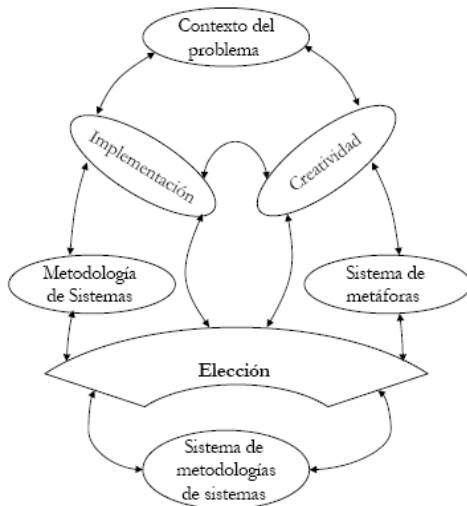 Contexto del
problema
Implementación
Creatividad
Metodología
de Sistemas
Sistema de
metáforas
Elección
Sistema de
metodologías
de sistemas